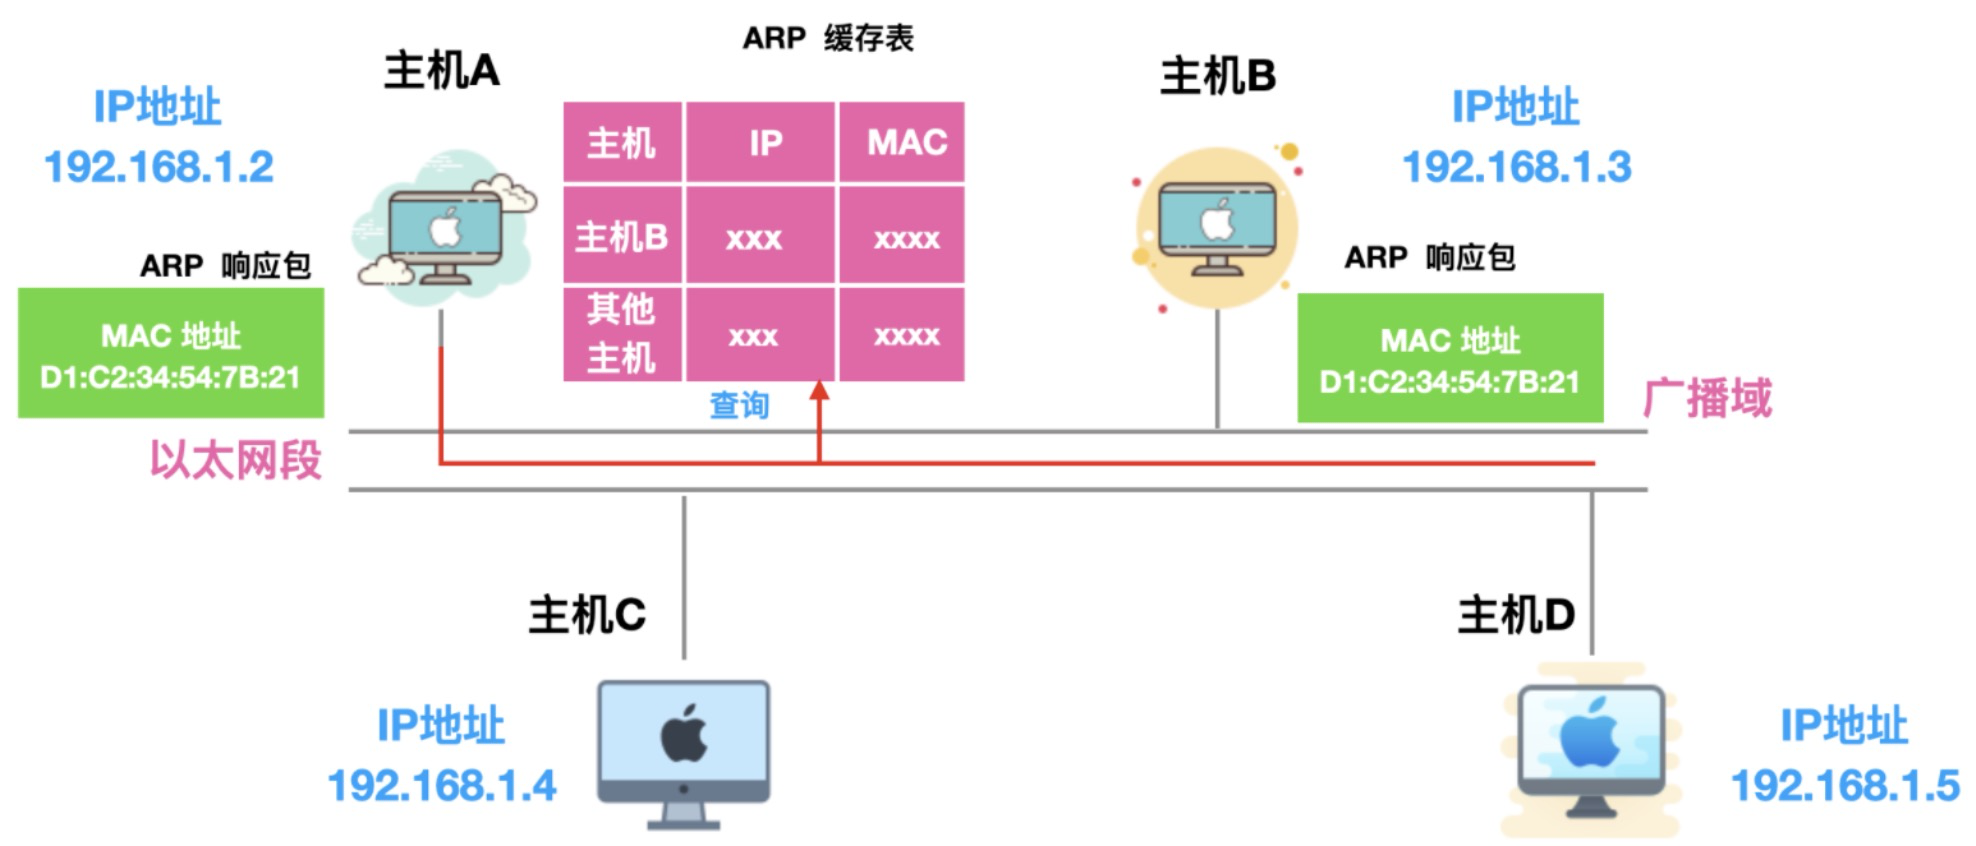 ARP 缓存表
主机A
IP地址
192.168.1.2
ARP 响应包
MAC 地址
D1:C2:34:54:7B:21
主机 IP MAC
主机B xxx xxxx
其他
主机 xxx xxxx
查询
主机B
IP地址
192.168.1.3
ARP 响应包
MAC 地址
D1:C2:34:54:7B:21
广播域
以太网段
主机C
IP地址
192.168.1.4
主机D
IP地址
192.168.1.5